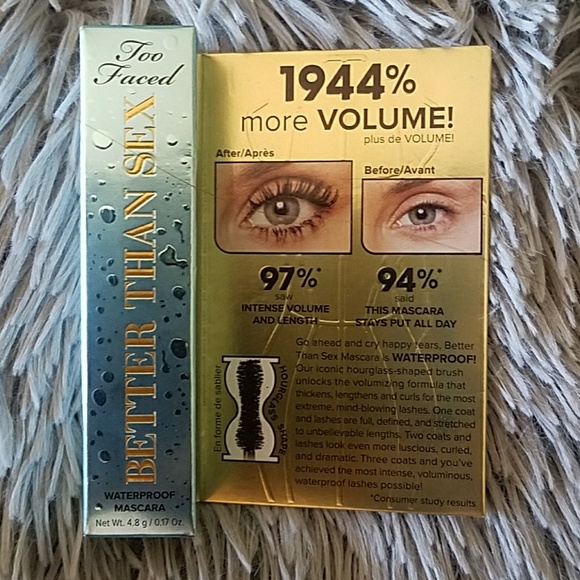 Too
Faced
BETTER THAN SEX
WATERPROOF
MASCARA
Net Wt. 4.8 g / 0.17 Oz.
1944%
more VOLUME!
plus de VOLUME!
After/Après
Before/Avant
97%*
saw
INTENSE VOLUME
AND LENGTH
94%*
said
THIS MASCARA
STAYS PUT ALL DAY
En forme de sablier
HOURGLASS SHAPE
Go ahead and cry happy tears, Better
Than Sex Mascara is WATERPROOF!
Our iconic hourglass-shaped brush
unlocks the volumizing formula that
thickens, lengthens and curls for the most
extreme, mind-blowing lashes. One coat
and lashes are full, defined, and stretched
to unbelievable lengths. Two coats and
lashes look even more luscious, curled,
and dramatic. Three coats and you've
achieved the most intense, voluminous,
waterproof lashes possible!
*Consumer study results